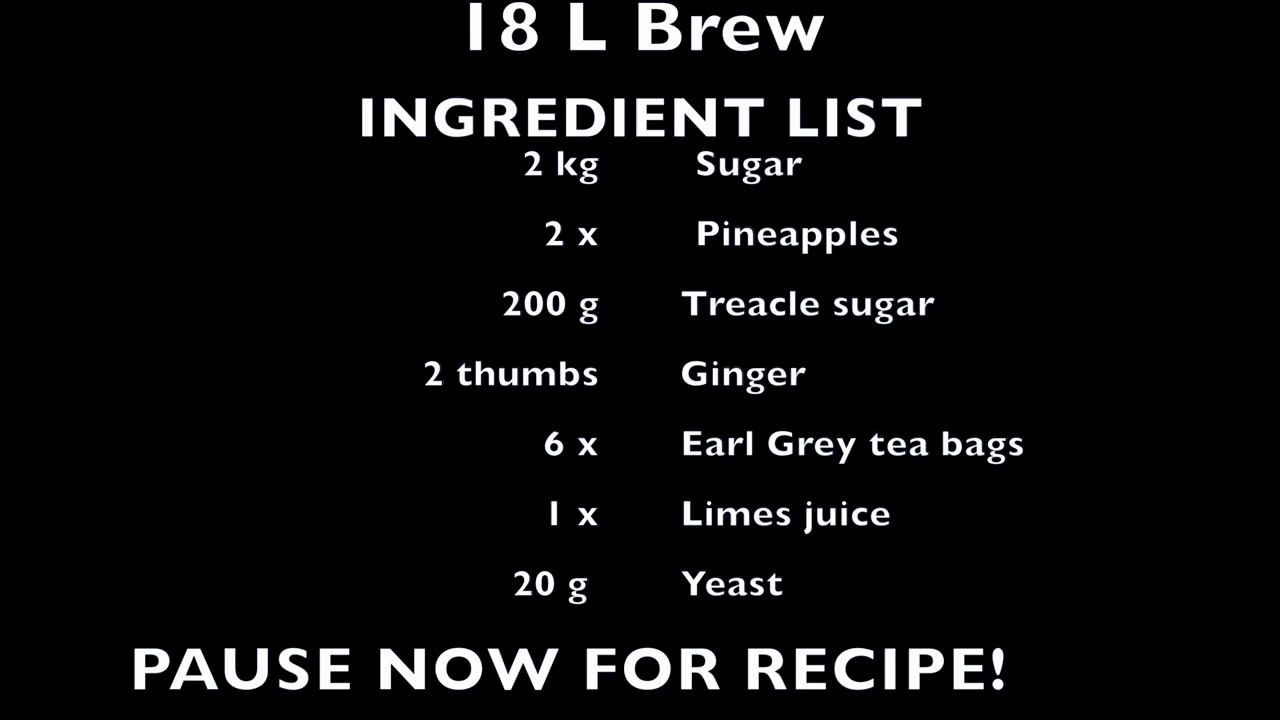 18 L Brew
INGREDIENT LIST
2 kg Sugar
2 x Pineapples
200 g Treacle sugar
2 thumbs Ginger
6 x Earl Grey tea bags
1 x Limes juice
20 g Yeast
PAUSE NOW FOR RECIPE!